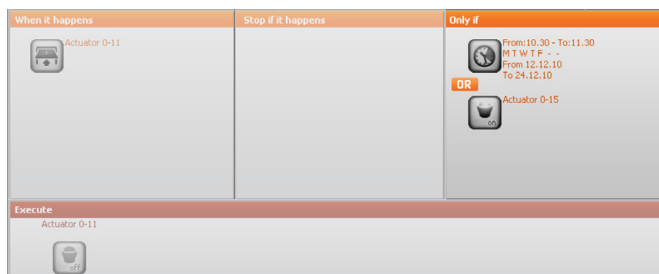 When it happens
Stop if it happens
Only if
Actuator 0-11
From:10.30 - To:11.30
M T W T F - -
From 12.12.10
To 24.12.10
OR
Actuator 0-15
on
Execute
Actuator 0-11
off